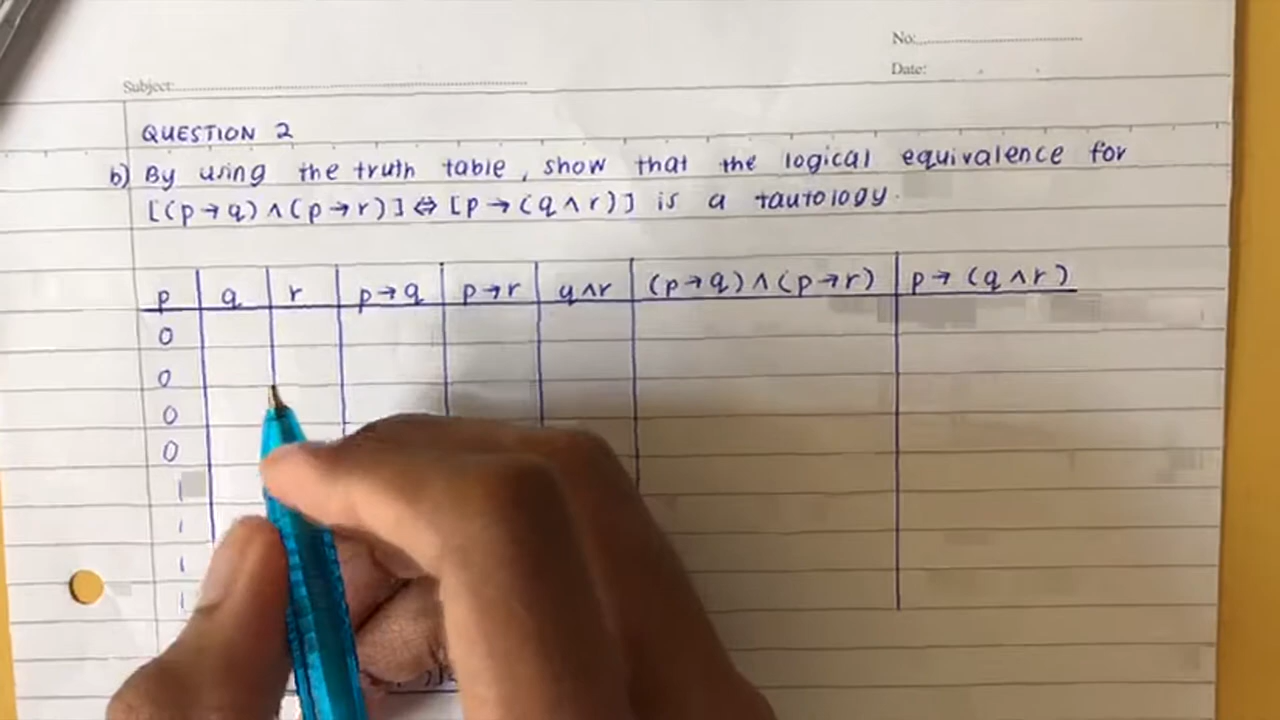 No:
Subject:
Date:
QUESTION 2
b) By using the truth table, show that the logical equivalence for
[(p→q)∧(p→r)]⇔[p→(q∧r)] is a tautology.
p q r p→q p→r q∧r (p→q)∧(p→r) p→(q∧r)
0
0
0
0
1
1
1
1